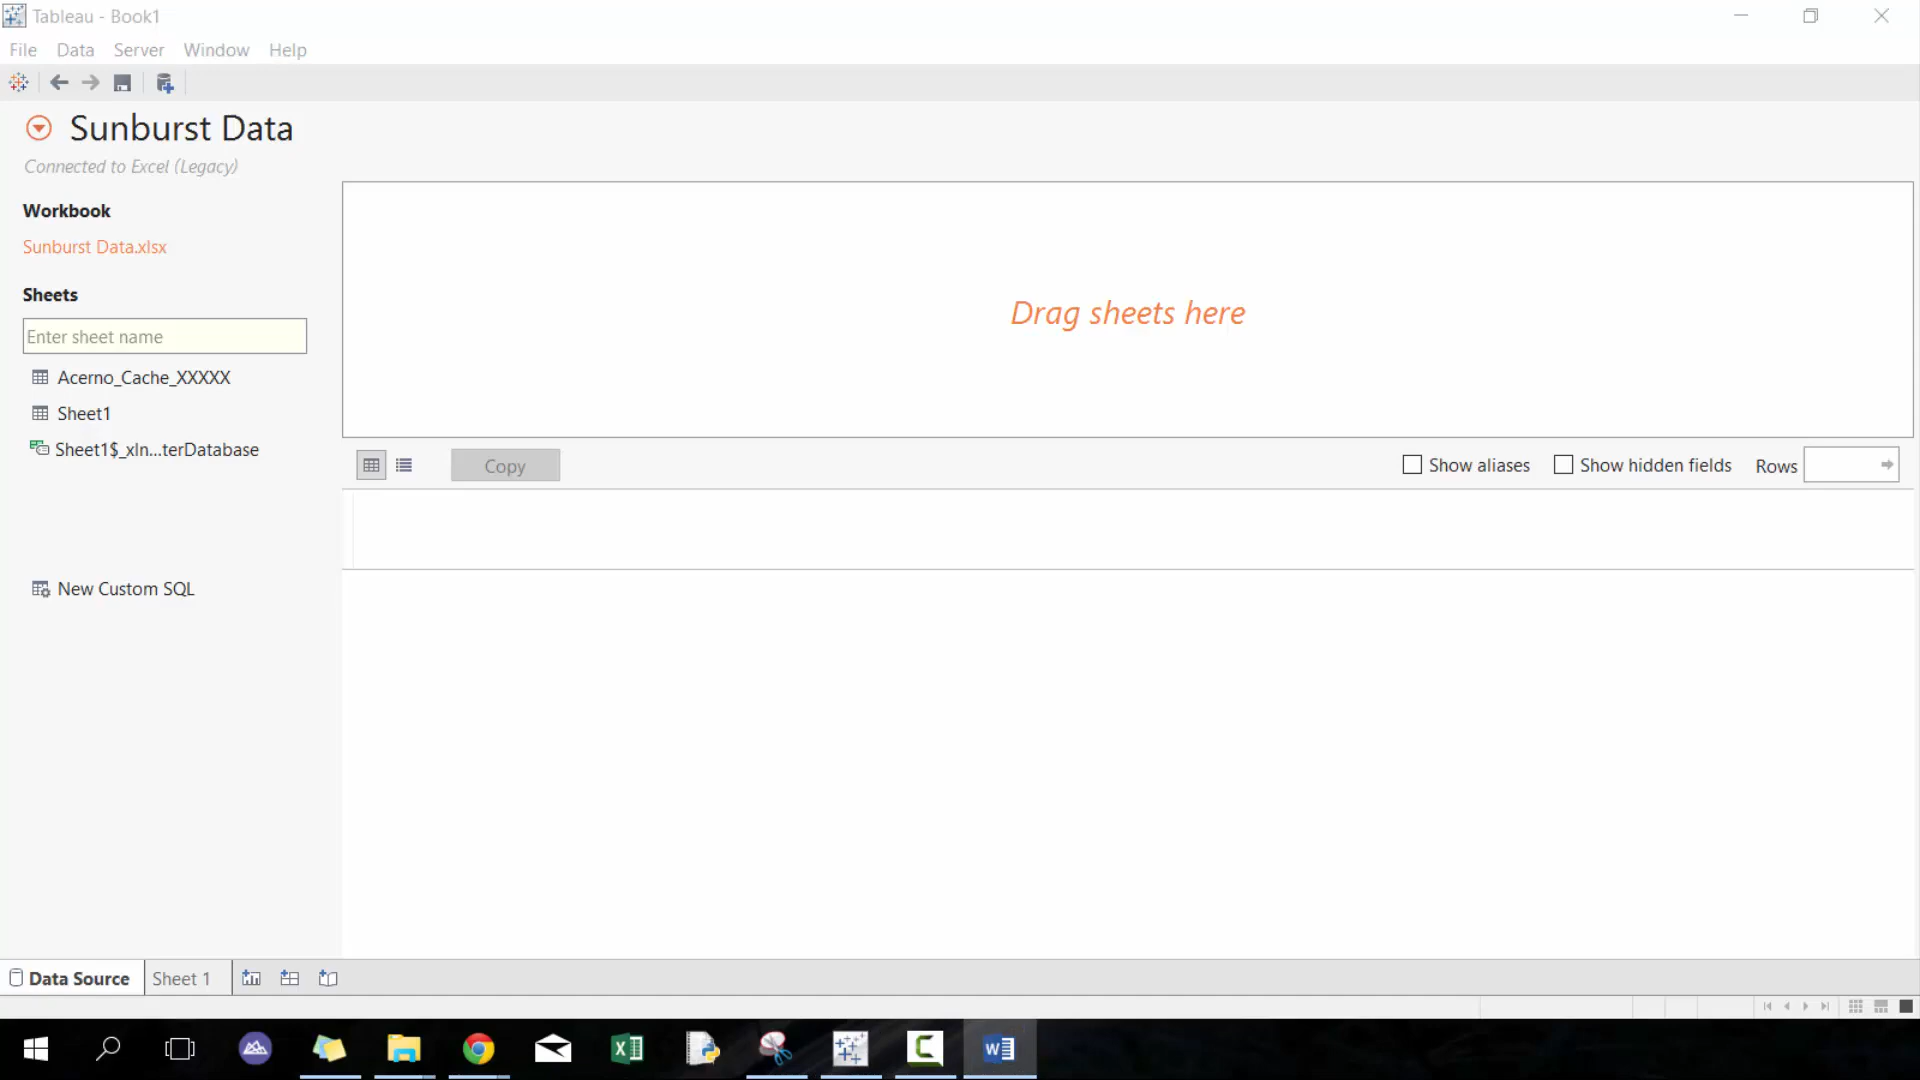 Tableau - Book1
File Data Server Window Help
Sunburst Data
Connected to Excel (Legacy)
Workbook
Sunburst Data.xlsx
Sheets
Enter sheet name
Acerno_Cache_XXXXX
Sheet1
Sheet1$_xln...terDatabase
New Custom SQL
Drag sheets here
Copy
Show aliases
Show hidden fields
Rows
Data Source
Sheet 1